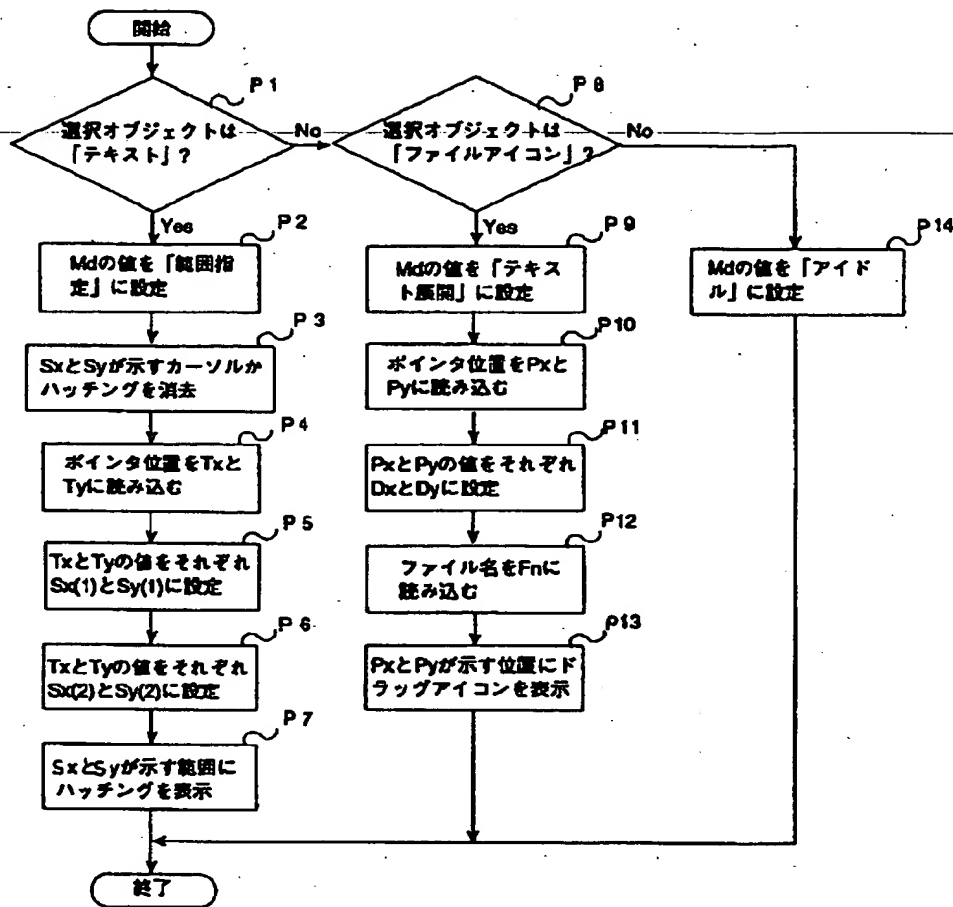 開始
P1
選択オブジェクトは
「テキスト」?
No
Yes
P2
Mdの値を「範囲指
定」に設定
P3
SxとSyが示すカーソルか
ハッチングを消去
P4
ポインタ位置をTxと
Tyに読み込む
P5
TxとTyの値をそれぞれ
Sx(1)とSy(1)に設定
P6
TxとTyの値をそれぞれ
Sx(2)とSy(2)に設定
P7
SxとSyが示す範囲に
ハッチングを表示
終了
P8
選択オブジェクトは
「ファイルアイコン」?
No
Yes
P9
Mdの値を「テキス
ト展開」に設定
P10
ポインタ位置をPxと
Pyに読み込む
P11
PxとPyの値をそれぞれ
DxとDyに設定
P12
ファイル名をFnに
読み込む
P13
PxとPyが示す位置にド
ラッグアイコンを表示
P14
Mdの値を「アイド
ル」に設定